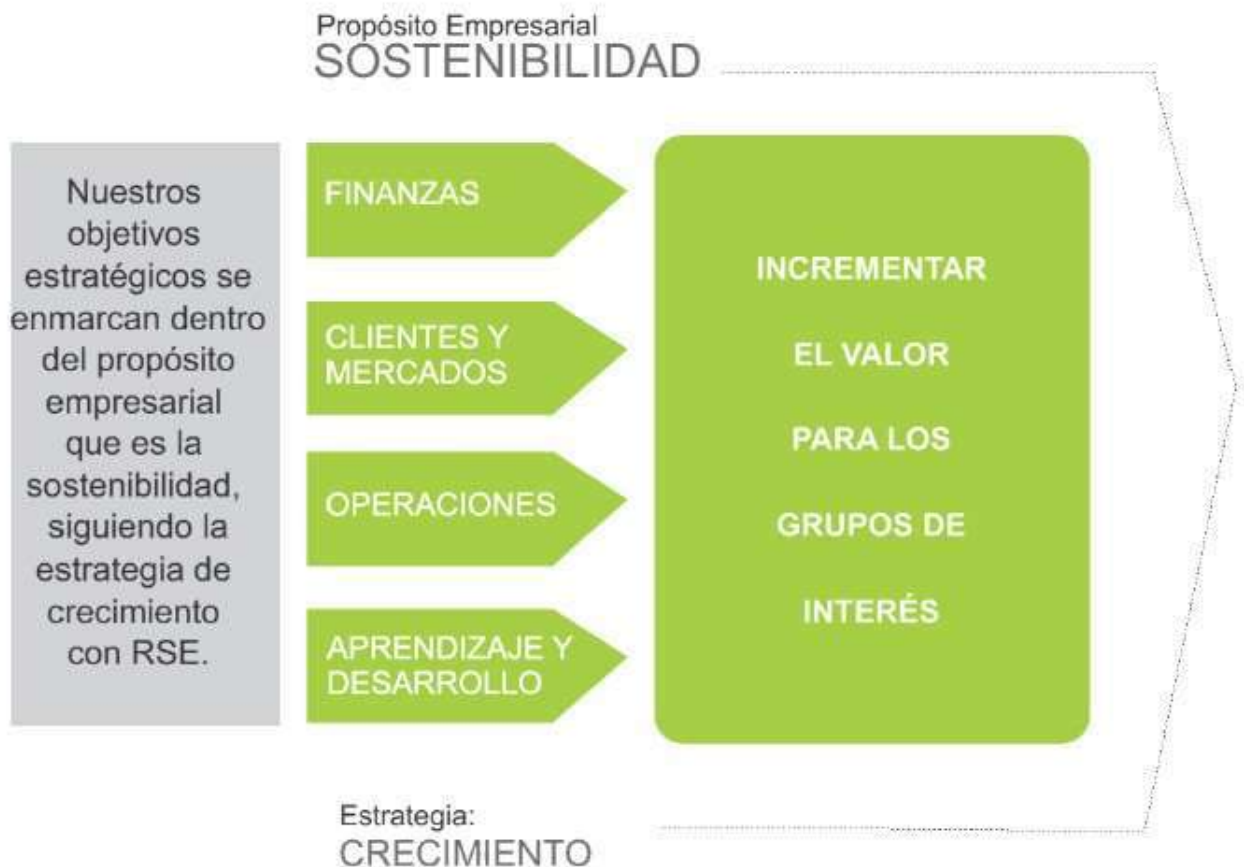 Propósito Empresarial
SOSTENIBILIDAD
Nuestros
objetivos
estratégicos se
enmarcan dentro
del propósito
empresarial
que es la
sostenibilidad,
siguiendo la
estrategia de
crecimiento
con RSE.
FINANZAS
CLIENTES Y
MERCADOS
OPERACIONES
APRENDIZAJE Y
DESARROLLO
INCREMENTAR
EL VALOR
PARA LOS
GRUPOS DE
INTERÉS
Estrategia:
CRECIMIENTO